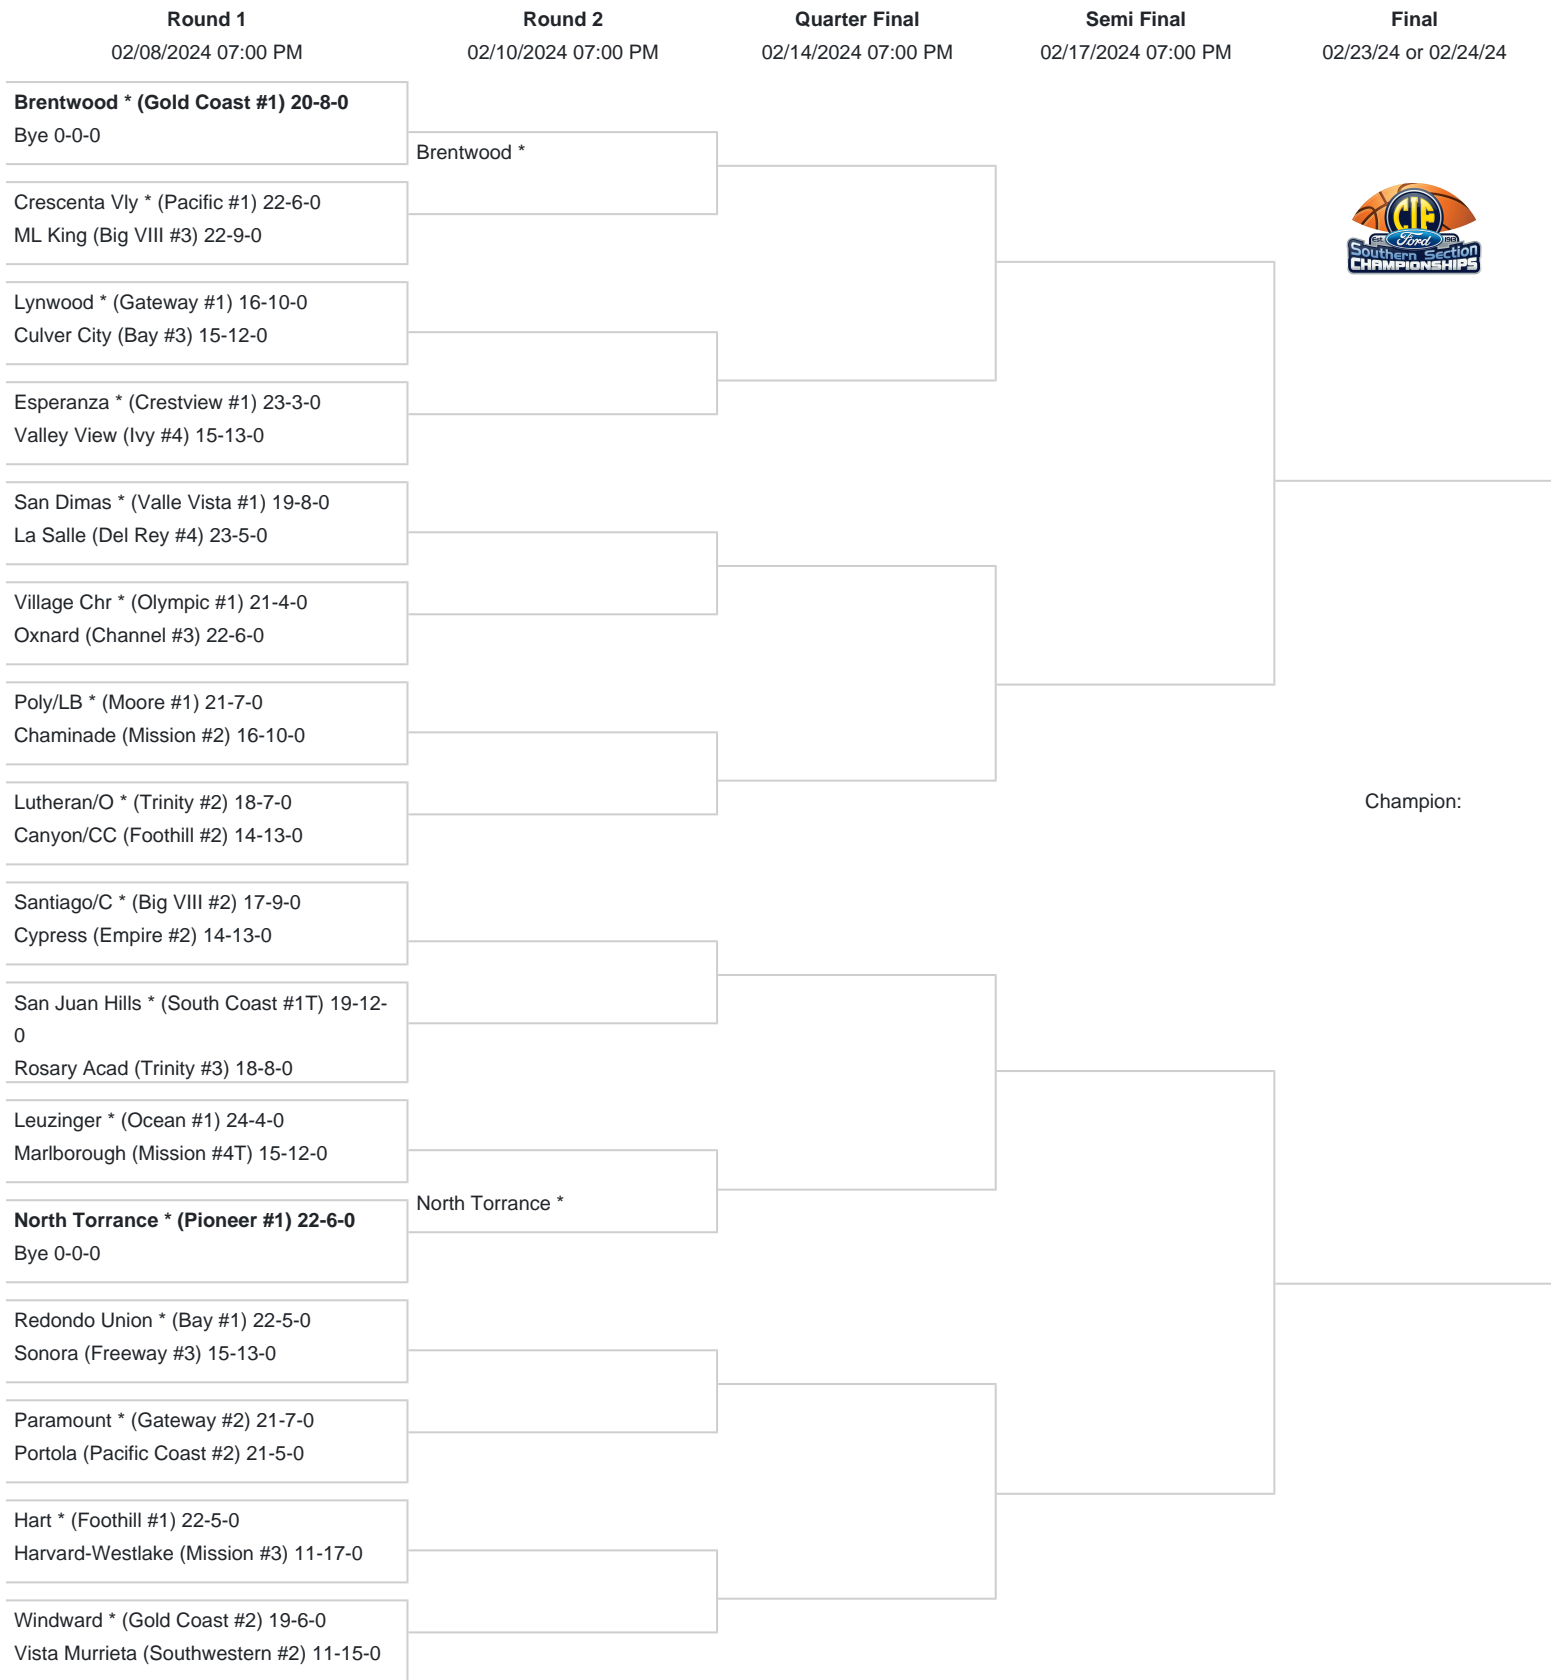 Round 1
02/08/2024 07:00 PM
Round 2
02/10/2024 07:00 PM
Quarter Final
02/14/2024 07:00 PM
Semi Final
02/17/2024 07:00 PM
Final
02/23/24 or 02/24/24
Brentwood * (Gold Coast #1) 20-8-0
Bye 0-0-0
Crescenta Vly * (Pacific #1) 22-6-0
ML King (Big VIII #3) 22-9-0
Lynwood * (Gateway #1) 16-10-0
Culver City (Bay #3) 15-12-0
Esperanza * (Crestview #1) 23-3-0
Valley View (Ivy #4) 15-13-0
San Dimas * (Valle Vista #1) 19-8-0
La Salle (Del Rey #4) 23-5-0
Village Chr * (Olympic #1) 21-4-0
Oxnard (Channel #3) 22-6-0
Poly/LB * (Moore #1) 21-7-0
Chaminade (Mission #2) 16-10-0
Lutheran/O * (Trinity #2) 18-7-0
Canyon/CC (Foothill #2) 14-13-0
Santiago/C * (Big VIII #2) 17-9-0
Cypress (Empire #2) 14-13-0
San Juan Hills * (South Coast #1T) 19-12-
0
Rosary Acad (Trinity #3) 18-8-0
Leuzinger * (Ocean #1) 24-4-0
Marlborough (Mission #4T) 15-12-0
North Torrance * (Pioneer #1) 22-6-0
Bye 0-0-0
Redondo Union * (Bay #1) 22-5-0
Sonora (Freeway #3) 15-13-0
Paramount * (Gateway #2) 21-7-0
Portola (Pacific Coast #2) 21-5-0
Hart * (Foothill #1) 22-5-0
Harvard-Westlake (Mission #3) 11-17-0
Windward * (Gold Coast #2) 19-6-0
Vista Murrieta (Southwestern #2) 11-15-0
Brentwood *
North Torrance *
CIF
Est 1913
Ford
Southern Section
CHAMPIONSHIPS
Champion: